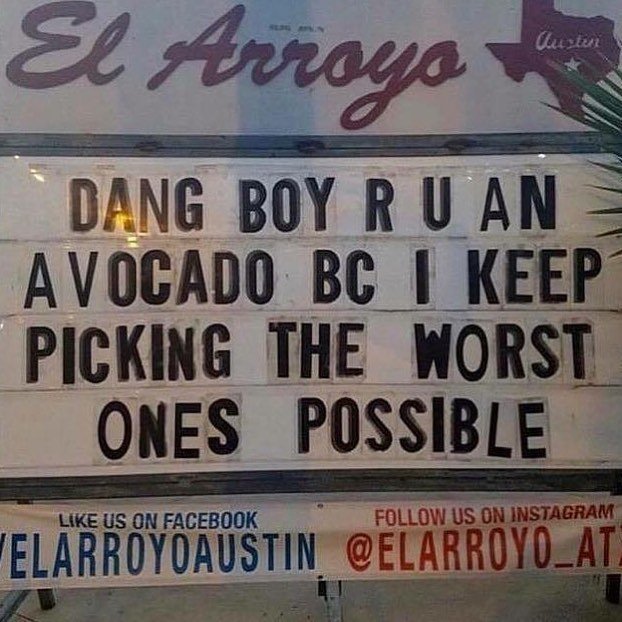 El Arroyo
Austin
DANG BOY R U AN
AVOCADO BC I KEEP
PICKING THE WORST
ONES POSSIBLE
LIKE US ON FACEBOOK
/ELARROYOAUSTIN
FOLLOW US ON INSTAGRAM
@ELARROYO_ATX